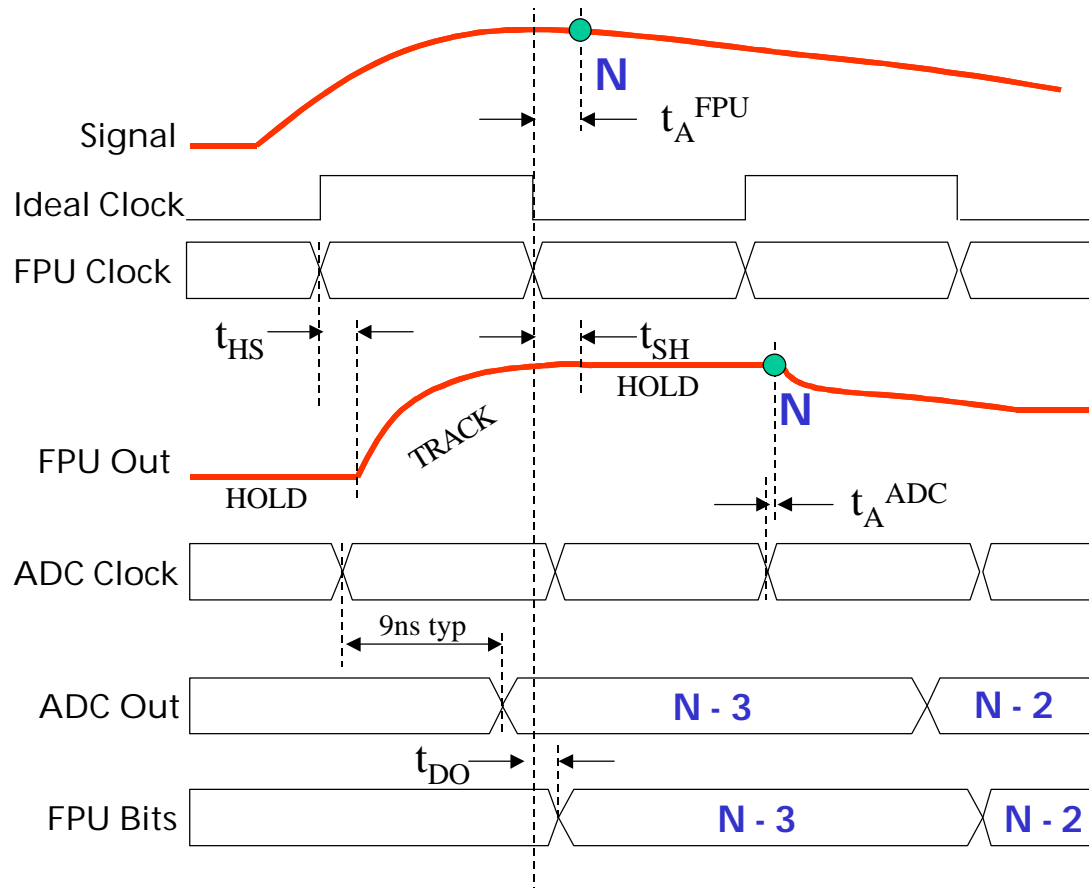 N
t_A^FPU
Signal
Ideal Clock
FPU Clock
t_HS
t_SH
HOLD
N
TRACK
FPU Out
HOLD
t_A^ADC
ADC Clock
9ns typ
ADC Out
N - 3
N - 2
t_DO
FPU Bits
N - 3
N - 2